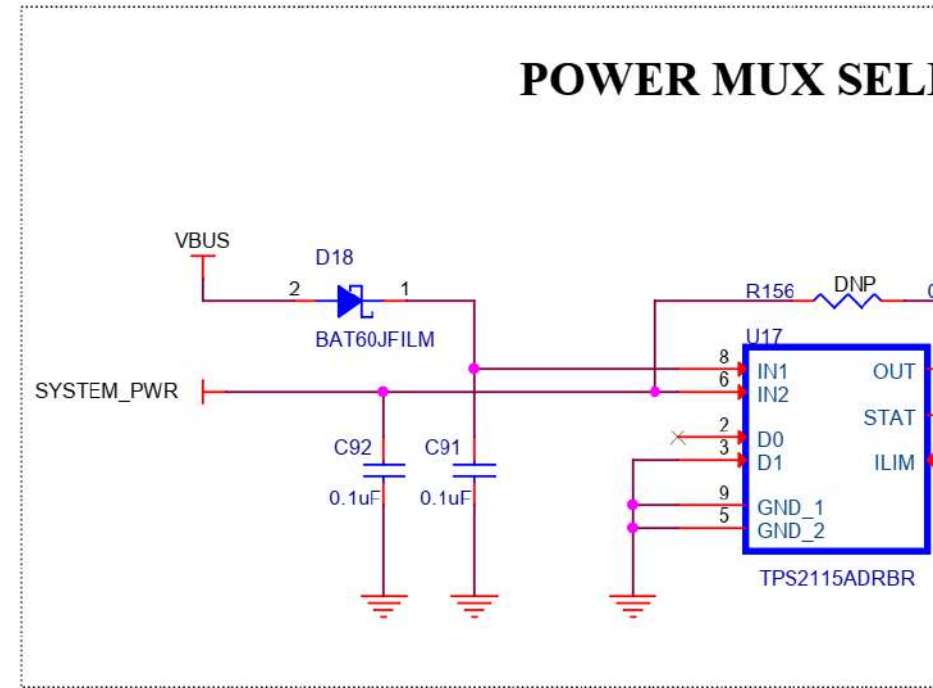 POWER MUX SEL
VBUS
D18
2
1
BAT60JFILM
SYSTEM_PWR
R156
DNP
U17
8
IN1
OUT
6
IN2
STAT
2
D0
3
D1
ILIM
9
GND_1
5
GND_2
TPS2115ADRBR
C92
C91
0.1uF
0.1uF